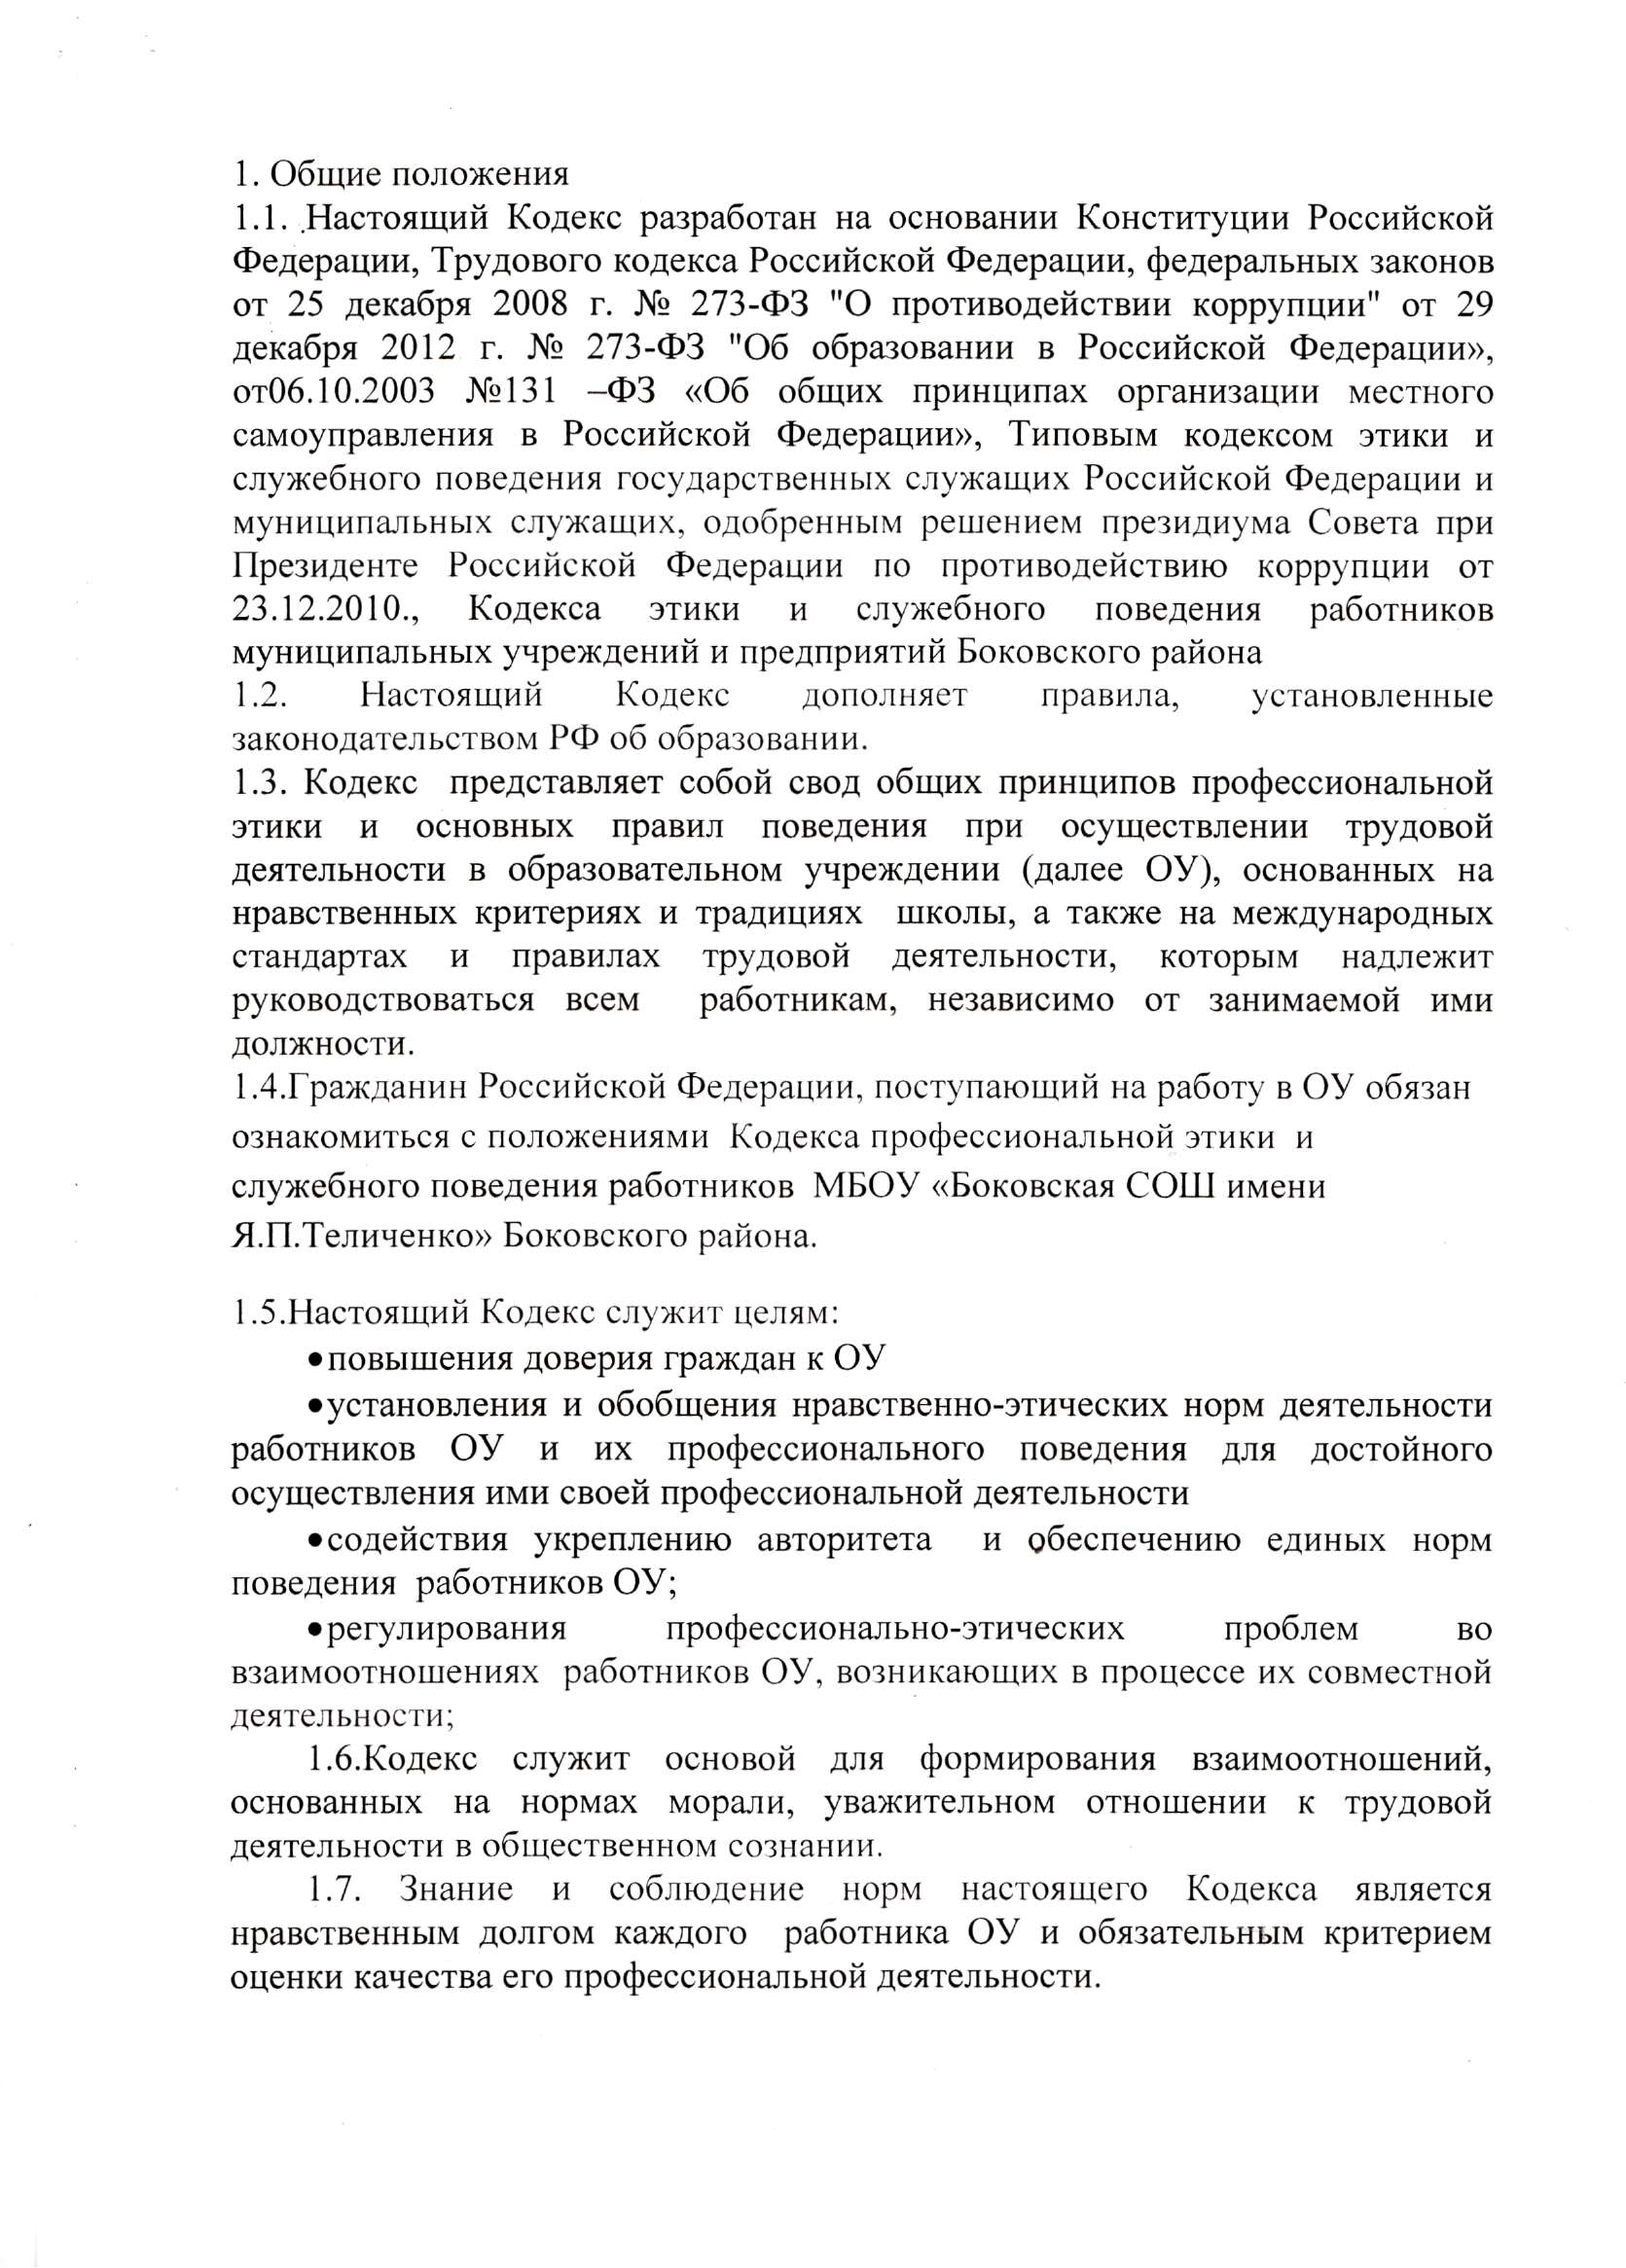 1. Общие положения
1.1. .Настоящий Кодекс разработан на основании Конституции Российской
Федерации, Трудового кодекса Российской Федерации, федеральных законов
от 25 декабря 2008 г. № 273-ФЗ "О противодействии коррупции" от 29
декабря 2012 г. № 273-ФЗ "Об образовании в Российской Федерации»,
от06.10.2003 №131 –ФЗ «Об общих принципах организации местного
самоуправления в Российской Федерации», Типовым кодексом этики и
служебного поведения государственных служащих Российской Федерации и
муниципальных служащих, одобренным решением президиума Совета при
Президенте Российской Федерации по противодействию коррупции от
23.12.2010., Кодекса этики и служебного поведения работников
муниципальных учреждений и предприятий Боковского района
1.2. Настоящий Кодекс дополняет правила, установленные
законодательством РФ об образовании.
1.3. Кодекс представляет собой свод общих принципов профессиональной
этики и основных правил поведения при осуществлении трудовой
деятельности в образовательном учреждении (далее ОУ), основанных на
нравственных критериях и традициях школы, а также на международных
стандартах и правилах трудовой деятельности, которым надлежит
руководствоваться всем работникам, независимо от занимаемой ими
должности.
1.4.Гражданин Российской Федерации, поступающий на работу в ОУ обязан
ознакомиться с положениями Кодекса профессиональной этики и
служебного поведения работников МБОУ «Боковская СОШ имени
Я.П.Теличенко» Боковского района.
1.5.Настоящий Кодекс служит целям:
•повышения доверия граждан к ОУ
•установления и обобщения нравственно-этических норм деятельности
работников ОУ и их профессионального поведения для достойного
осуществления ими своей профессиональной деятельности
•содействия укреплению авторитета и обеспечению единых норм
поведения работников ОУ;
•регулирования профессионально-этических проблем во
взаимоотношениях работников ОУ, возникающих в процессе их совместной
деятельности;
1.6.Кодекс служит основой для формирования взаимоотношений,
основанных на нормах морали, уважительном отношении к трудовой
деятельности в общественном сознании.
1.7. Знание и соблюдение норм настоящего Кодекса является
нравственным долгом каждого работника ОУ и обязательным критерием
оценки качества его профессиональной деятельности.